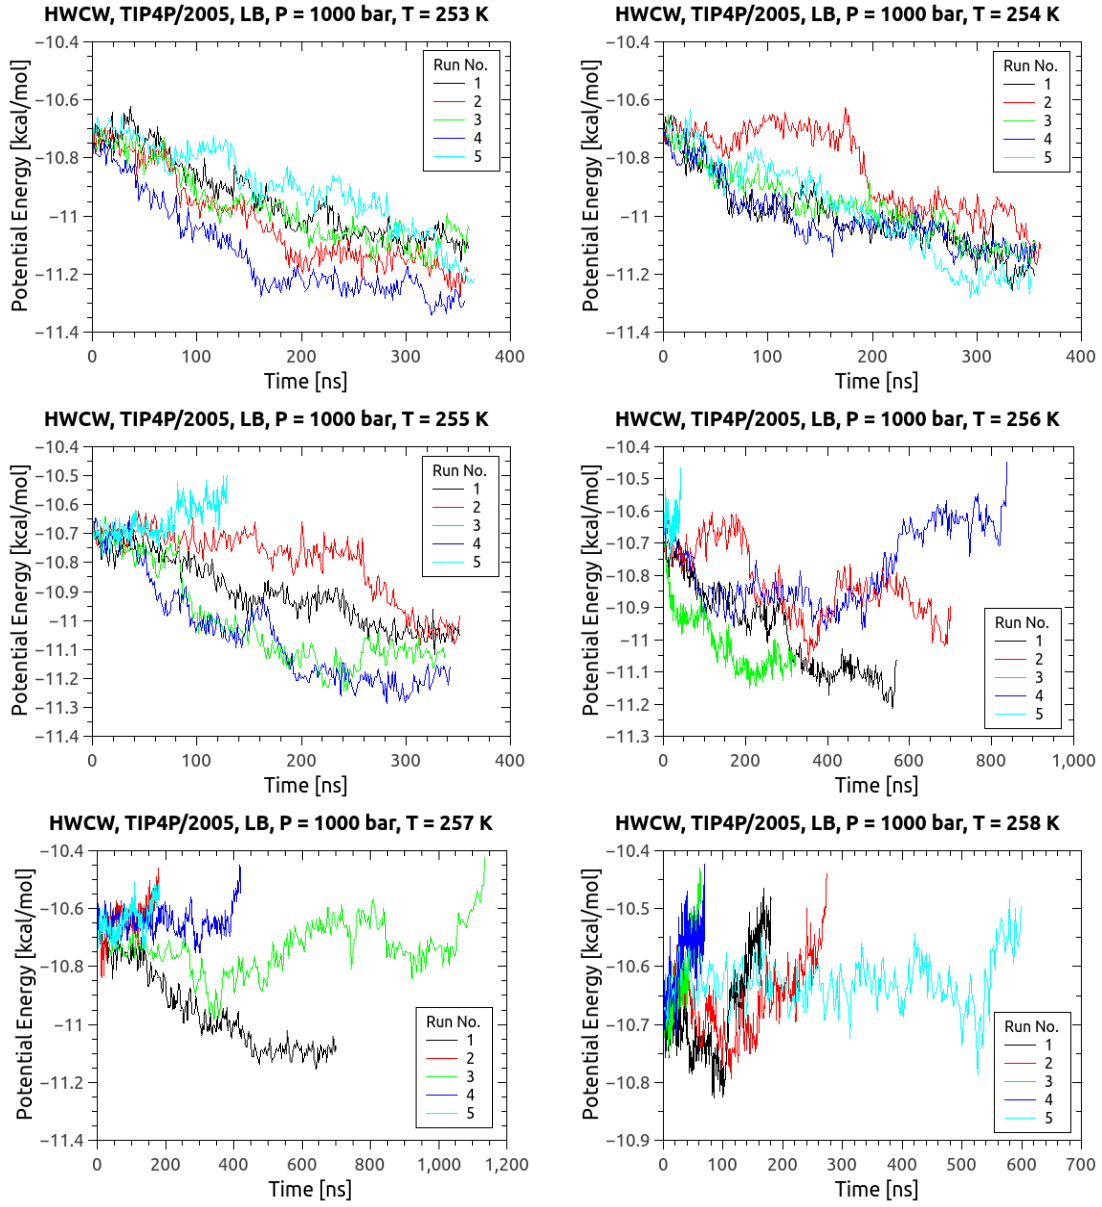 HWCW, TIP4P/2005, LB, P = 1000 bar, T = 253 K
Potential Energy [kcal/mol]
−10.4
−10.6
−10.8
−11
−11.2
−11.4
0 100 200 300 400
Time [ns]
Run No.
1
2
3
4
5
HWCW, TIP4P/2005, LB, P = 1000 bar, T = 254 K
Potential Energy [kcal/mol]
−10.4
−10.6
−10.8
−11
−11.2
−11.4
0 100 200 300 400
Time [ns]
Run No.
1
2
3
4
5
HWCW, TIP4P/2005, LB, P = 1000 bar, T = 255 K
Potential Energy [kcal/mol]
−10.4
−10.5
−10.6
−10.7
−10.8
−10.9
−11
−11.1
−11.2
−11.3
−11.4
0 100 200 300 400
Time [ns]
Run No.
1
2
3
4
5
HWCW, TIP4P/2005, LB, P = 1000 bar, T = 256 K
Potential Energy [kcal/mol]
−10.4
−10.5
−10.6
−10.7
−10.8
−10.9
−11
−11.1
−11.2
−11.3
0 200 400 600 800 1,000
Time [ns]
Run No.
1
2
3
4
5
HWCW, TIP4P/2005, LB, P = 1000 bar, T = 257 K
Potential Energy [kcal/mol]
−10.4
−10.6
−10.8
−11
−11.2
−11.4
0 200 400 600 800 1,000 1,200
Time [ns]
Run No.
1
2
3
4
5
HWCW, TIP4P/2005, LB, P = 1000 bar, T = 258 K
Potential Energy [kcal/mol]
−10.4
−10.5
−10.6
−10.7
−10.8
−10.9
0 100 200 300 400 500 600 700
Time [ns]
Run No.
1
2
3
4
5